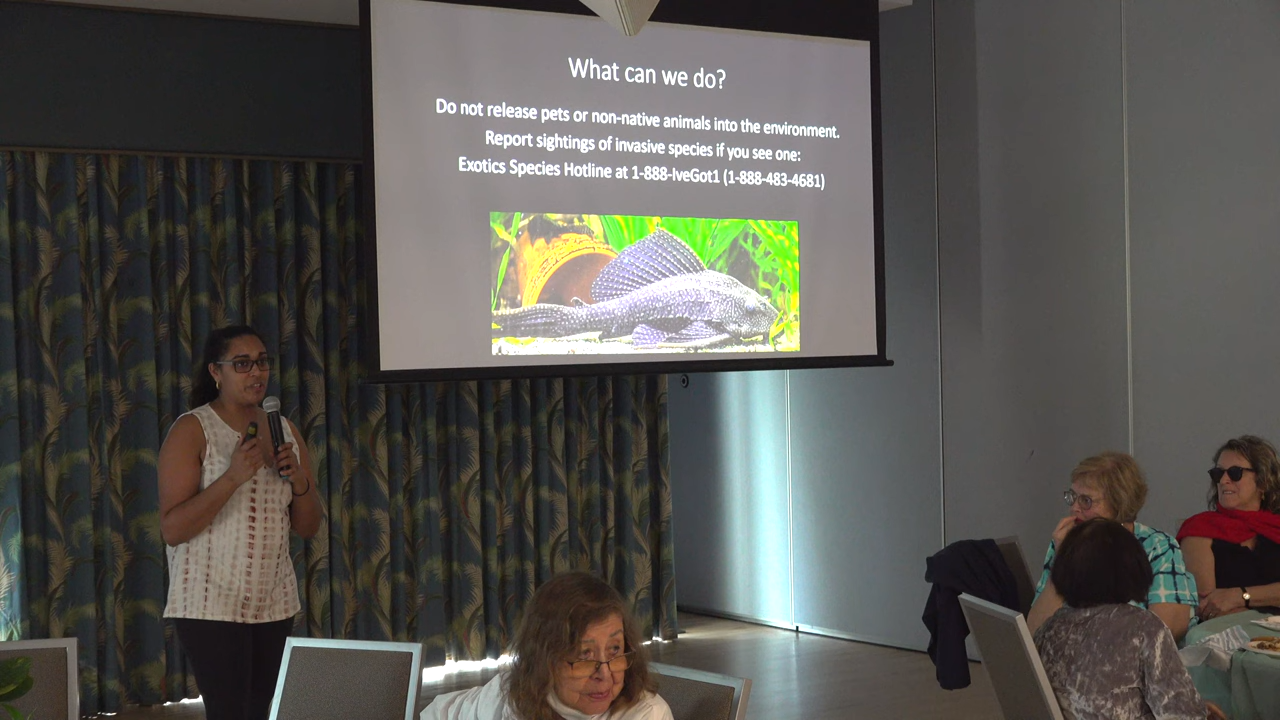 What can we do?
Do not release pets or non-native animals into the environment.
Report sightings of invasive species if you see one:
Exotics Species Hotline at 1-888-IveGot1 (1-888-483-4681)